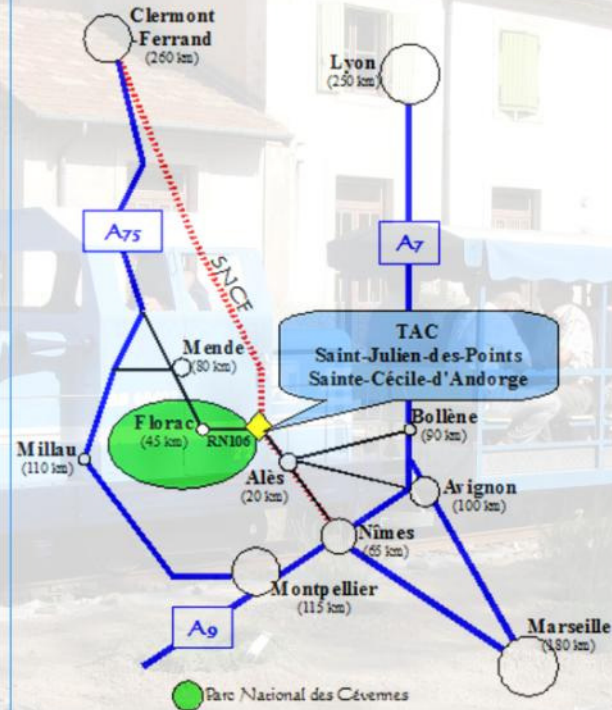 Clermont
-Ferrand
(260 km)
Lyon
(250 km)
A75
A7
SNCF
TAC
Saint-Julien-des-Points
Sainte-Cécile-d'Andorge
Mende
(80 km)
Florac
(45 km)
RN106
Bollène
(90 km)
Millau
(110 km)
Alès
(20 km)
Avignon
(100 km)
Nîmes
(65 km)
Montpellier
(115 km)
A9
Marseille
(180 km)
Parc National des Cévennes